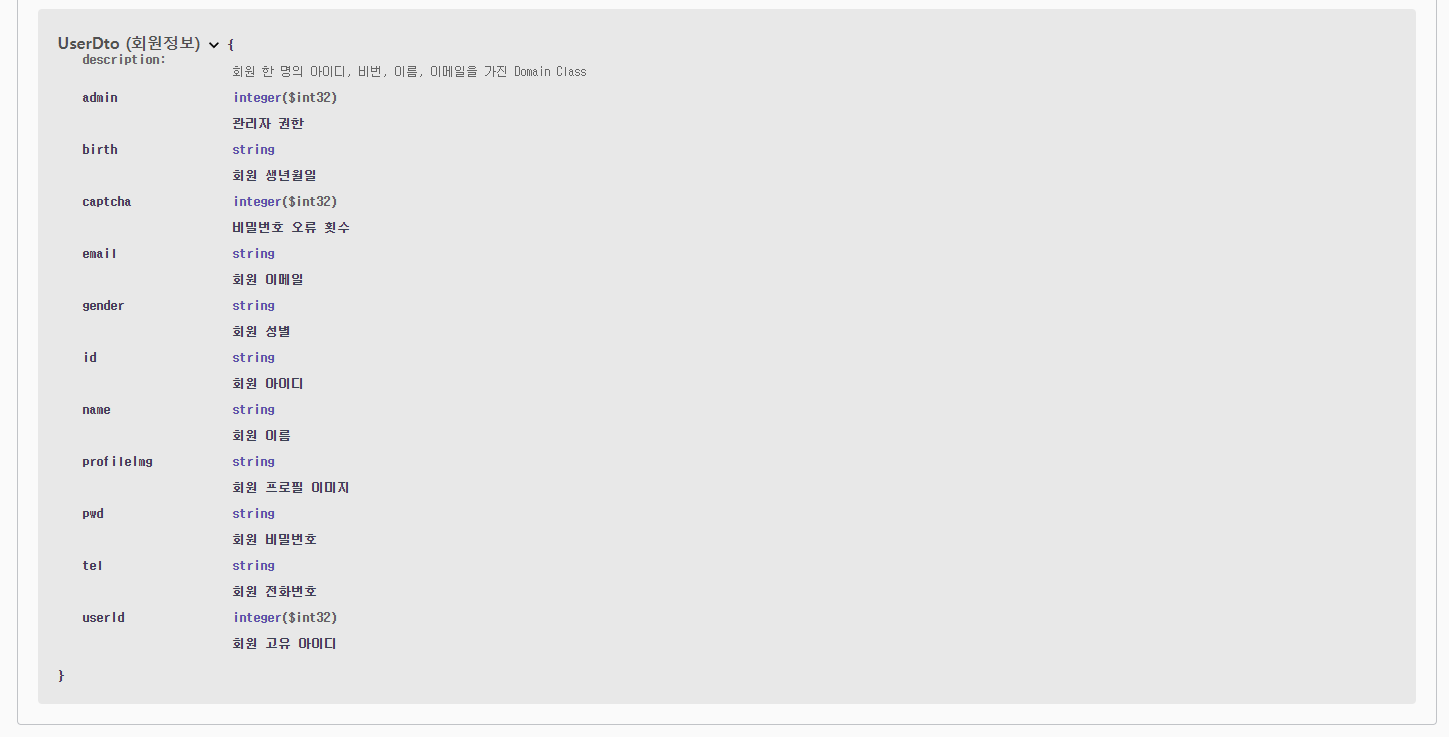 UserDto (회원정보) {
description:
회원 한 명의 아이디, 비번, 이름, 이메일을 가진 Domain Class
admin integer($int32)
관리자 권한
birth string
회원 생년월일
captcha integer($int32)
비밀번호 오류 횟수
email string
회원 이메일
gender string
회원 성별
id string
회원 아이디
name string
회원 이름
profileImg string
회원 프로필 이미지
pwd string
회원 비밀번호
tel string
회원 전화번호
userId integer($int32)
회원 고유 아이디
}